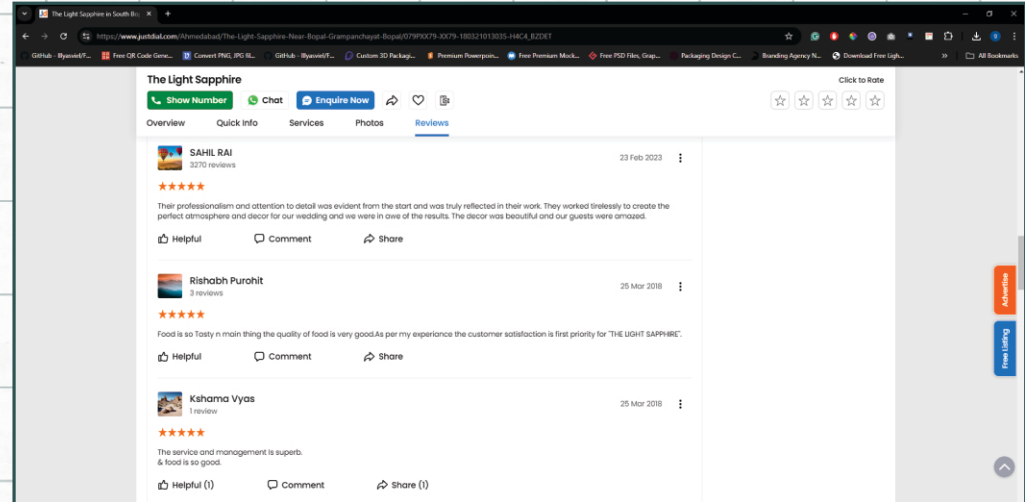 The Light Sapphire in South Bo
https://www.justdial.com/Ahmedabad/The-Light-Sapphire-Near-Bopal-Grampanchayat-Bopal/079PXX79-XX79-180321013035-H4C4_BZDET
GitHub - Illyasviel/F... Free QR Code Gene... Convert PNG, JPG fil... GitHub - Illyasviel/F... Custom 3D Packagi... Premium Powerpoin... Free Premium Mock... Free PSD Files, Grap... Packaging Design C... Branding Agency N... Download Free Ligh... » All Bookmarks
The Light Sapphire
Click to Rate
Show Number Chat Enquire Now
Overview Quick Info Services Photos Reviews
SAHIL RAI
3270 reviews
23 Feb 2023
Their professionalism and attention to detail was evident from the start and was truly reflected in their work. They worked tirelessly to create the
perfect atmosphere and decor for our wedding and we were in awe of the results. The decor was beautiful and our guests were amazed.
Helpful Comment Share
Rishabh Purohit
3 reviews
25 Mar 2018
Food is so Tasty n main thing the quality of food is very good.As per my experiance the customer satisfaction is first priority for "THE LIGHT SAPPHIRE".
Helpful Comment Share
Kshama Vyas
1 review
25 Mar 2018
The service and management is superb.
& food is so good.
Helpful (1) Comment Share (1)
Advertise
Free Listing